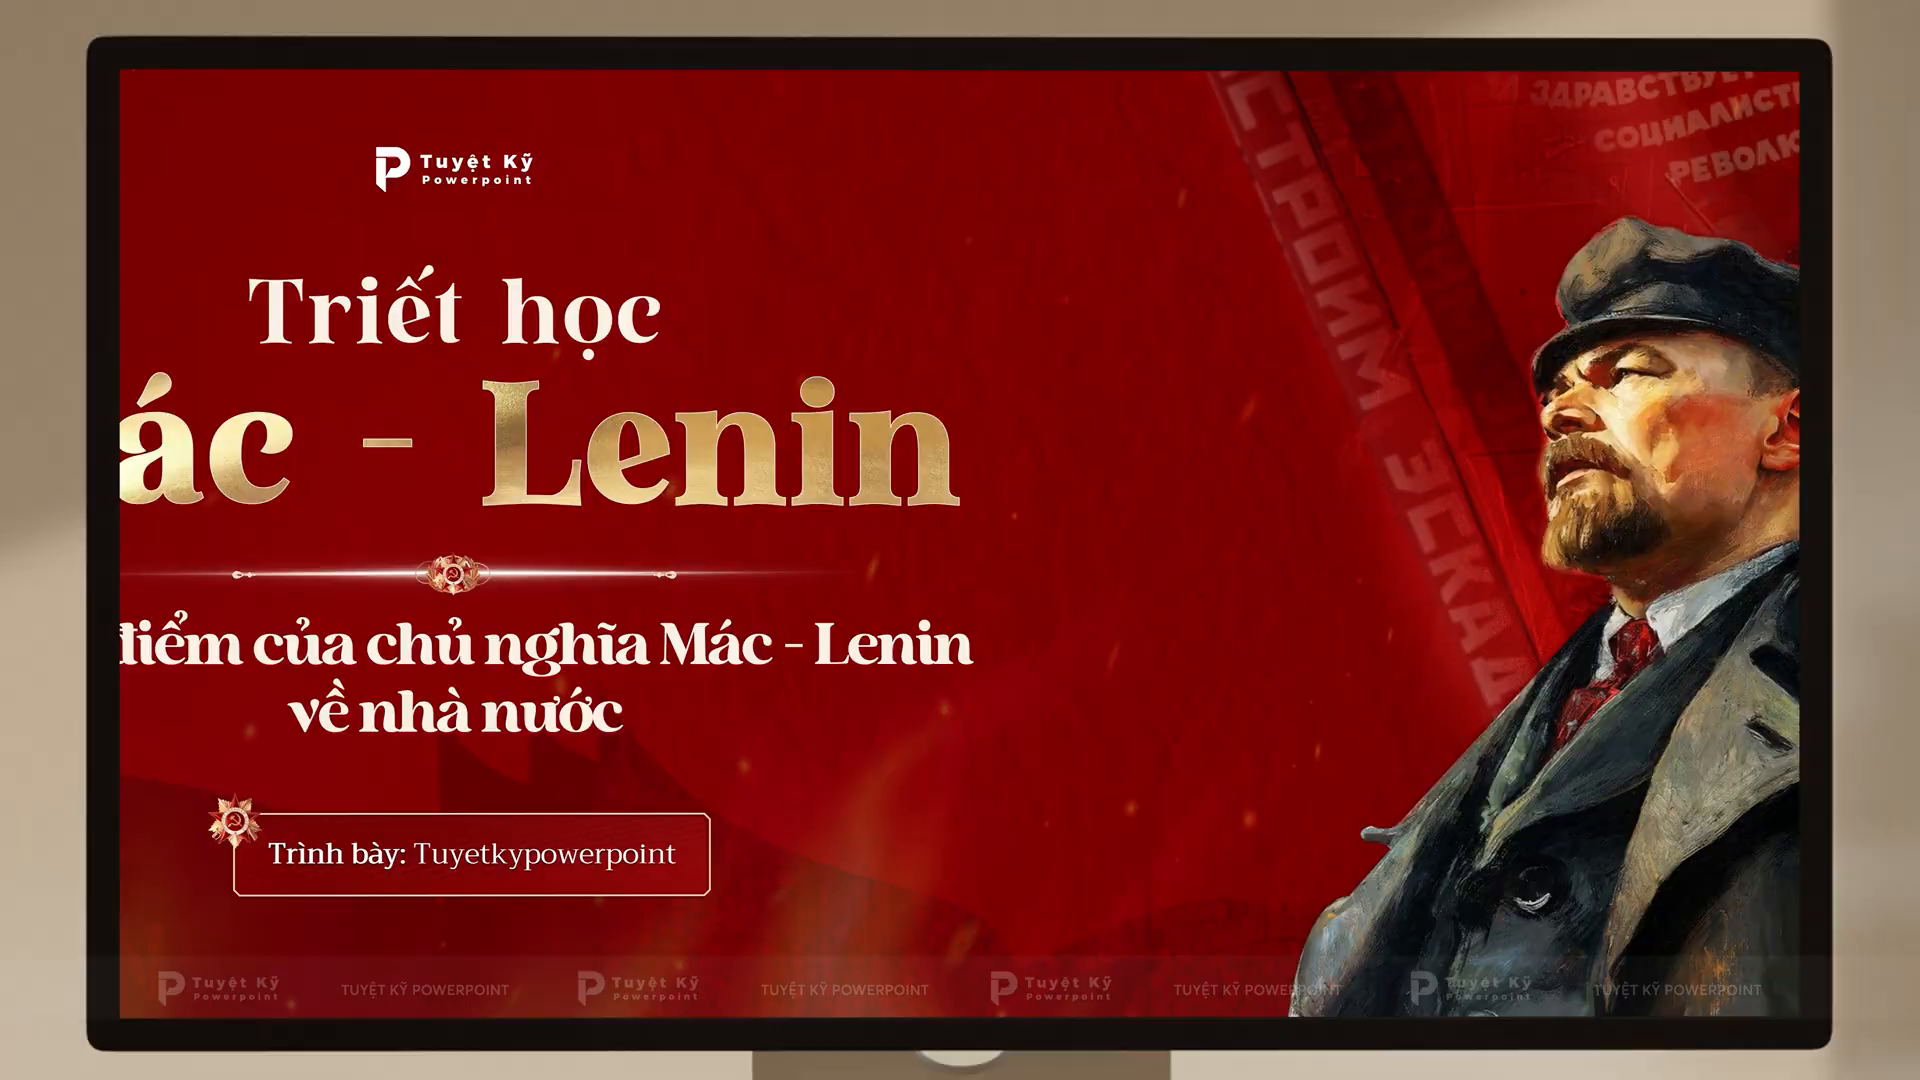 Tuyệt Kỹ
Powerpoint
Triết học
ác - Lenin
điểm của chủ nghĩa Mác - Lenin
về nhà nước
Trình bày: Tuyetkypowerpoint
СТРОИМ ЭСКАД
ЗДРАВСТВУЕТ
СОЦИАЛИСТИ
РЕВОЛЮ
Tuyệt Kỹ
Powerpoint
TUYỆT KỸ POWERPOINT
Tuyệt Kỹ
Powerpoint
TUYỆT KỸ POWERPOINT
Tuyệt Kỹ
Powerpoint
TUYỆT KỸ POWERPOINT
Tuyệt Kỹ
Powerpoint
TUYỆT KỸ POWERPOINT